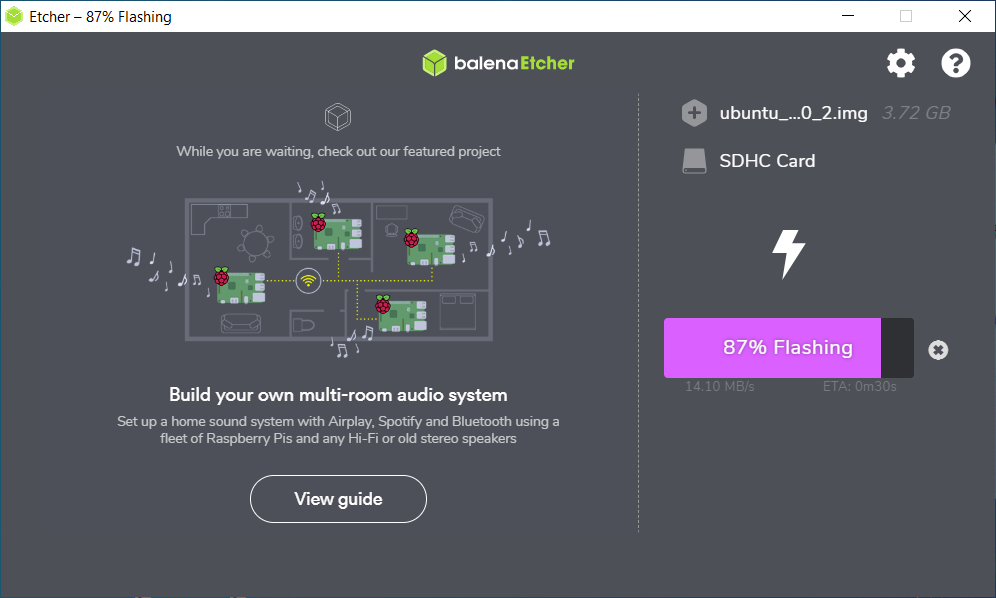 Etcher – 87% Flashing
balenaEtcher
While you are waiting, check out our featured project
Build your own multi-room audio system
Set up a home sound system with Airplay, Spotify and Bluetooth using a
fleet of Raspberry Pis and any Hi-Fi or old stereo speakers
View guide
ubuntu_...0_2.img 3.72 GB
SDHC Card
87% Flashing
14.10 MB/s ETA: 0m30s